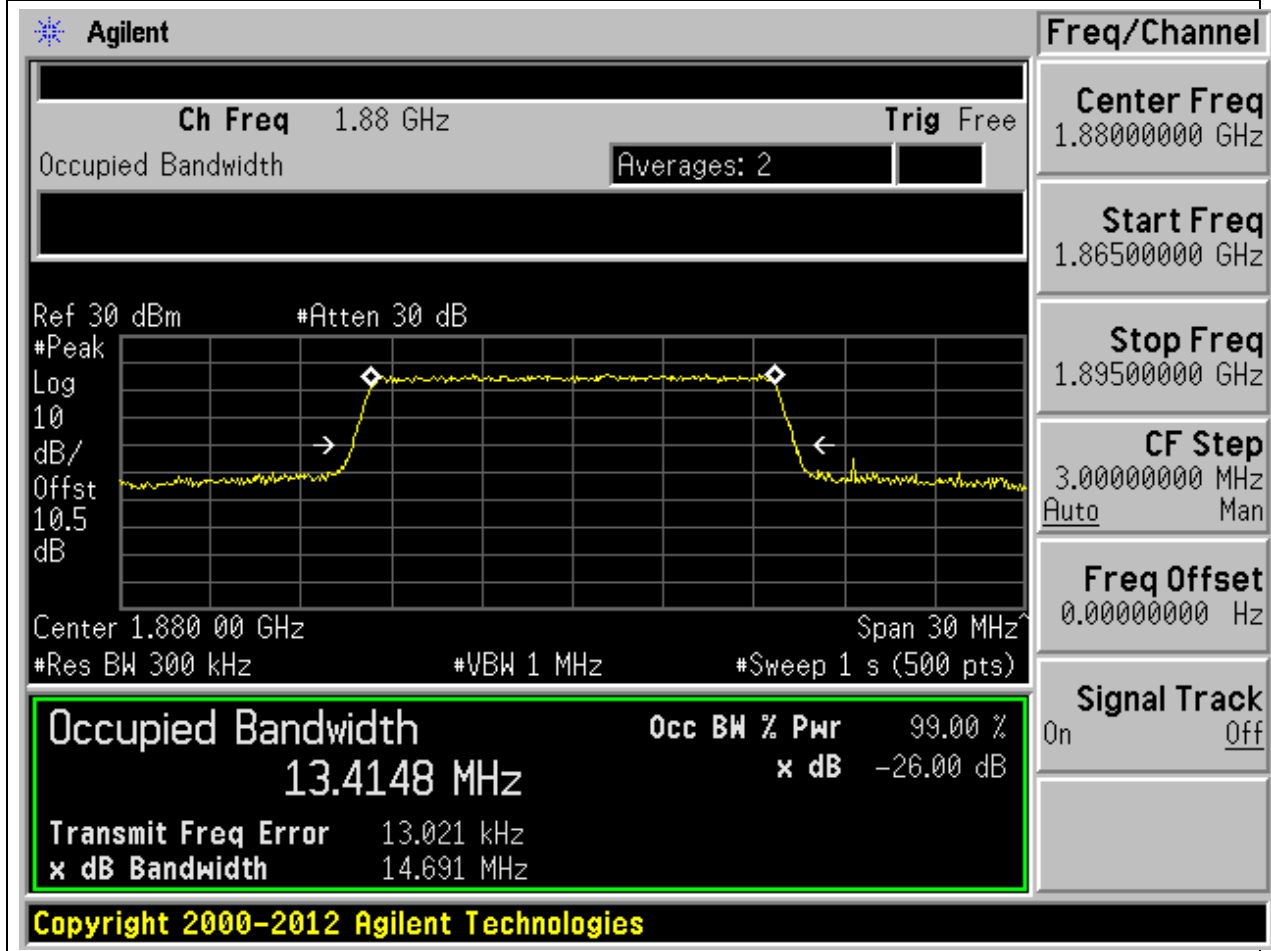 Agilent
Freq/Channel
Ch Freq 1.88 GHz Trig Free
Occupied Bandwidth Averages: 2
Center Freq
1.88000000 GHz
Start Freq
1.86500000 GHz
Stop Freq
1.89500000 GHz
CF Step
3.00000000 MHz
Auto Man
Freq Offset
0.00000000 Hz
Signal Track
On Off
Ref 30 dBm #Atten 30 dB
#Peak
Log
10
dB/
Offst
10.5
dB
Center 1.880 00 GHz Span 30 MHz^
#Res BW 300 kHz #VBW 1 MHz #Sweep 1 s (500 pts)
Occupied Bandwidth
13.4148 MHz
Occ BW % Pwr 99.00 %
x dB -26.00 dB
Transmit Freq Error 13.021 kHz
x dB Bandwidth 14.691 MHz
Copyright 2000-2012 Agilent Technologies